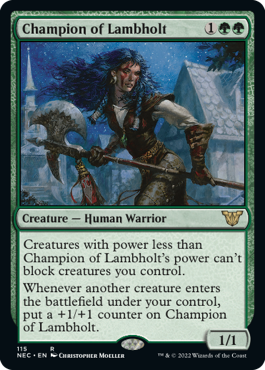 Champion of Lambholt 1
Creature — Human Warrior
Creatures with power less than
Champion of Lambholt's power can't
block creatures you control.
Whenever another creature enters
the battlefield under your control,
put a +1/+1 counter on Champion
of Lambholt.
1/1
115 R
NEC • EN Christopher Moeller ™ & © 2022 Wizards of the Coast